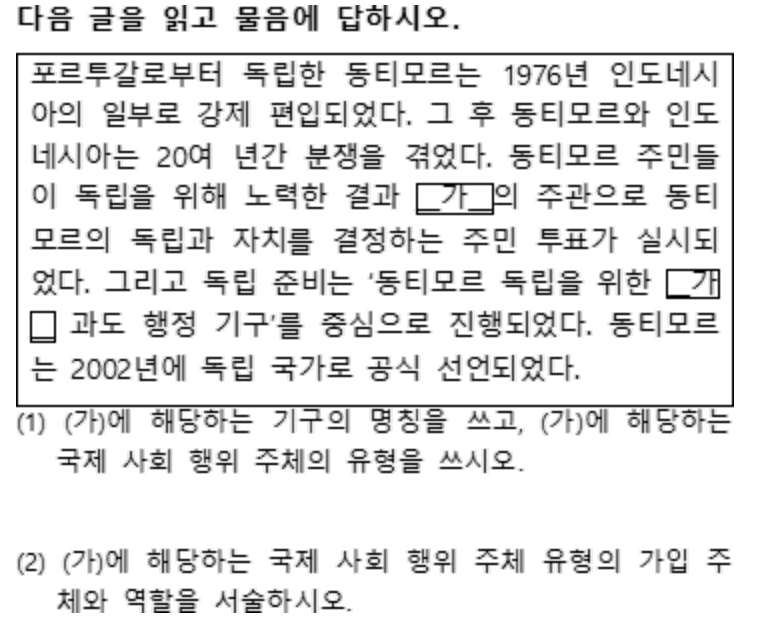 다음 글을 읽고 물음에 답하시오.
포르투갈로부터 독립한 동티모르는 1976년 인도네시
아의 일부로 강제 편입되었다. 그 후 동티모르와 인도
네시아는 20여 년간 분쟁을 겪었다. 동티모르 주민들
이 독립을 위해 노력한 결과 _가_의 주관으로 동티
모르의 독립과 자치를 결정하는 주민 투표가 실시되
었다. 그리고 독립 준비는 ‘동티모르 독립을 위한 _가
_ 과도 행정 기구’를 중심으로 진행되었다. 동티모르
는 2002년에 독립 국가로 공식 선언되었다.
(1) (가)에 해당하는 기구의 명칭을 쓰고, (가)에 해당하는
국제 사회 행위 주체의 유형을 쓰시오.
(2) (가)에 해당하는 국제 사회 행위 주체 유형의 가입 주
체와 역할을 서술하시오.